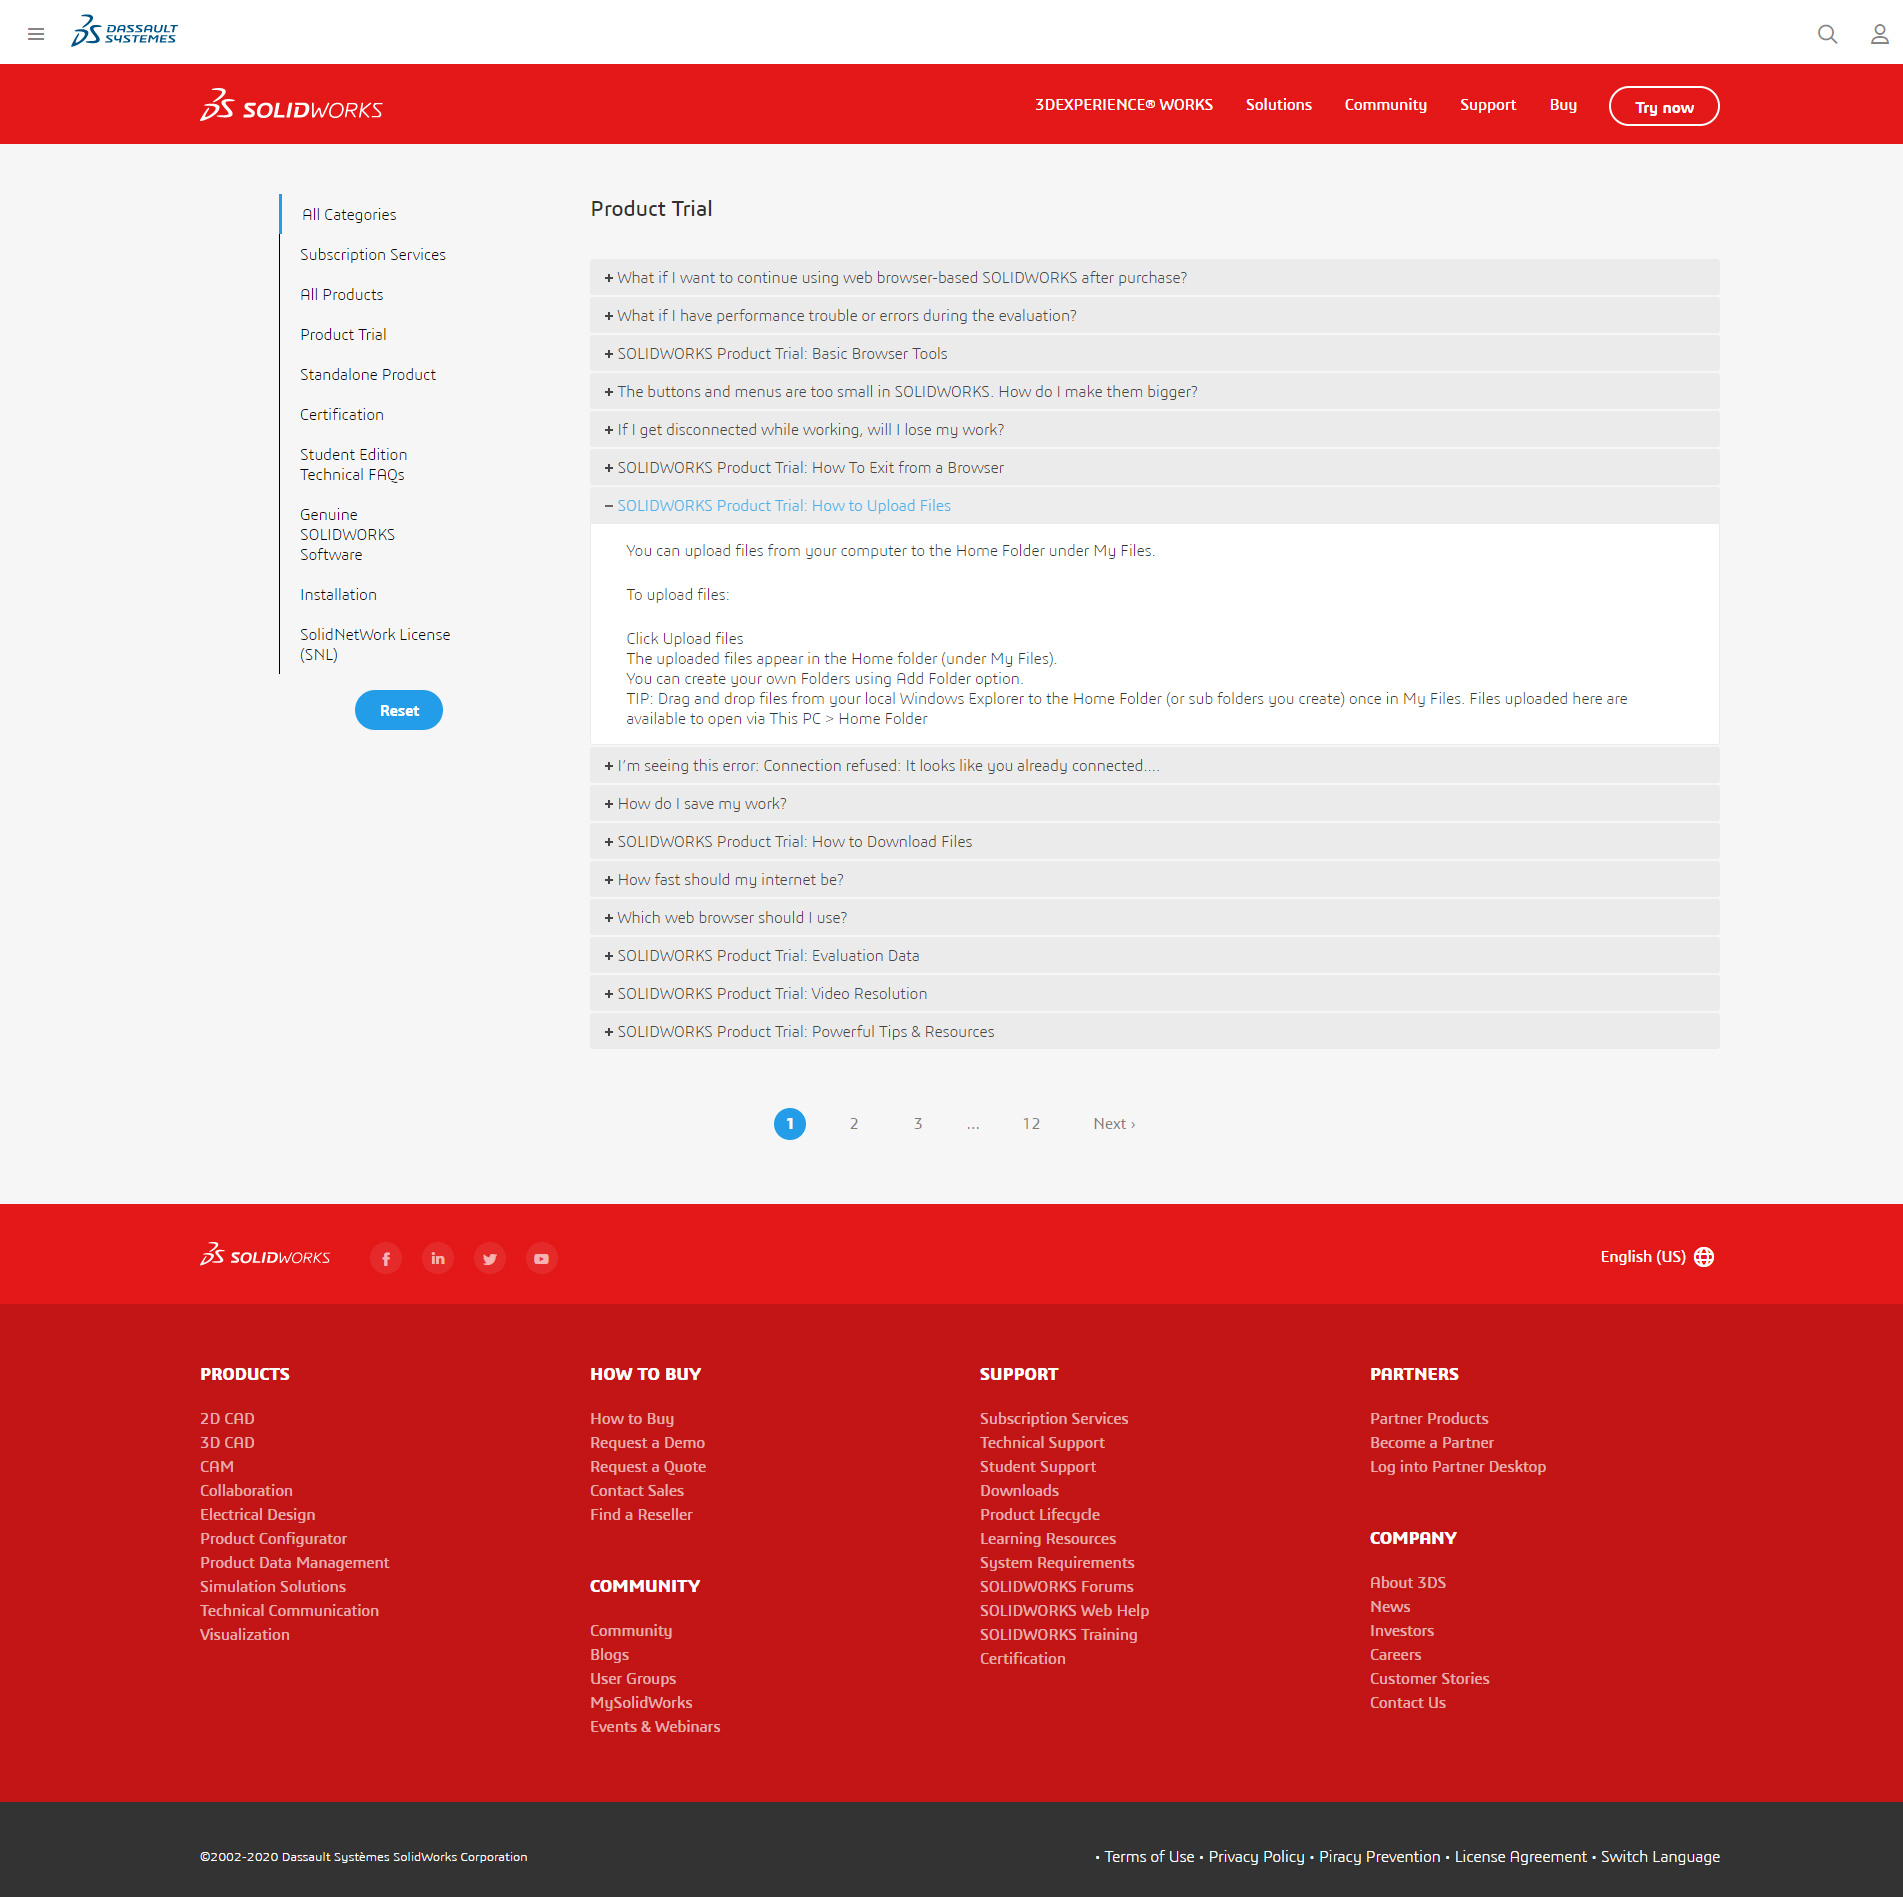 DASSAULT
SYSTEMES
SOLIDWORKS
3DEXPERIENCE® WORKS Solutions Community Support Buy Try now
All Categories
Subscription Services
All Products
Product Trial
Standalone Product
Certification
Student Edition
Technical FAQs
Genuine
SOLIDWORKS
Software
Installation
SolidNetWork License
(SNL)
Reset
Product Trial
+ What if I want to continue using web browser-based SOLIDWORKS after purchase?
+ What if I have performance trouble or errors during the evaluation?
+ SOLIDWORKS Product Trial: Basic Browser Tools
+ The buttons and menus are too small in SOLIDWORKS. How do I make them bigger?
+ If I get disconnected while working, will I lose my work?
+ SOLIDWORKS Product Trial: How To Exit from a Browser
– SOLIDWORKS Product Trial: How to Upload Files
You can upload files from your computer to the Home Folder under My Files.
To upload files:
Click Upload files
The uploaded files appear in the Home folder (under My Files).
You can create your own Folders using Add Folder option.
TIP: Drag and drop files from your local Windows Explorer to the Home Folder (or sub folders you create) once in My Files. Files uploaded here are
available to open via This PC > Home Folder
+ I'm seeing this error: Connection refused: It looks like you already connected....
+ How do I save my work?
+ SOLIDWORKS Product Trial: How to Download Files
+ How fast should my internet be?
+ Which web browser should I use?
+ SOLIDWORKS Product Trial: Evaluation Data
+ SOLIDWORKS Product Trial: Video Resolution
+ SOLIDWORKS Product Trial: Powerful Tips & Resources
1 2 3 ... 12 Next ›
SOLIDWORKS
English (US)
PRODUCTS
2D CAD
3D CAD
CAM
Collaboration
Electrical Design
Product Configurator
Product Data Management
Simulation Solutions
Technical Communication
Visualization
HOW TO BUY
How to Buy
Request a Demo
Request a Quote
Contact Sales
Find a Reseller
COMMUNITY
Community
Blogs
User Groups
MySolidWorks
Events & Webinars
SUPPORT
Subscription Services
Technical Support
Student Support
Downloads
Product Lifecycle
Learning Resources
System Requirements
SOLIDWORKS Forums
SOLIDWORKS Web Help
SOLIDWORKS Training
Certification
PARTNERS
Partner Products
Become a Partner
Log into Partner Desktop
COMPANY
About 3DS
News
Investors
Careers
Customer Stories
Contact Us
©2002-2020 Dassault Systèmes SolidWorks Corporation
• Terms of Use • Privacy Policy • Piracy Prevention • License Agreement • Switch Language